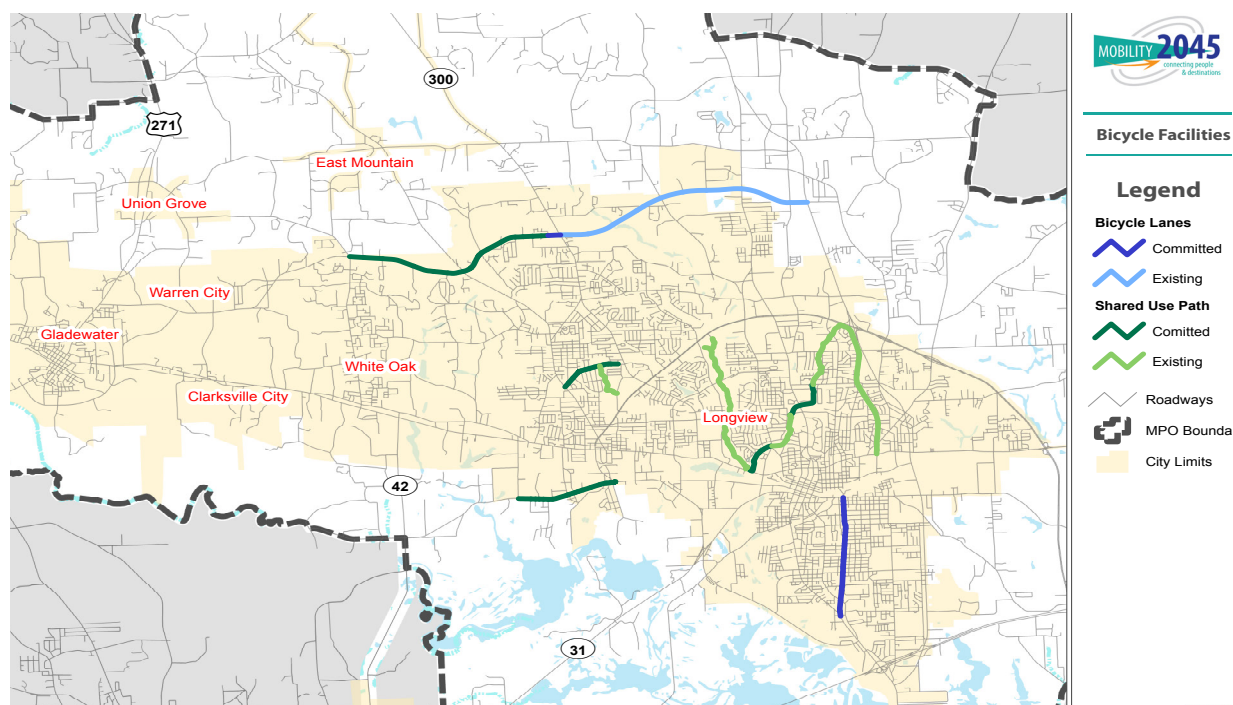 300
271
East Mountain
Union Grove
Warren City
Gladewater
White Oak
Clarksville City
Longview
42
31
MOBILITY 2045
connecting people
& destinations
Bicycle Facilities
Legend
Bicycle Lanes
Committed
Existing
Shared Use Path
Comitted
Existing
Roadways
MPO Bounda
City Limits